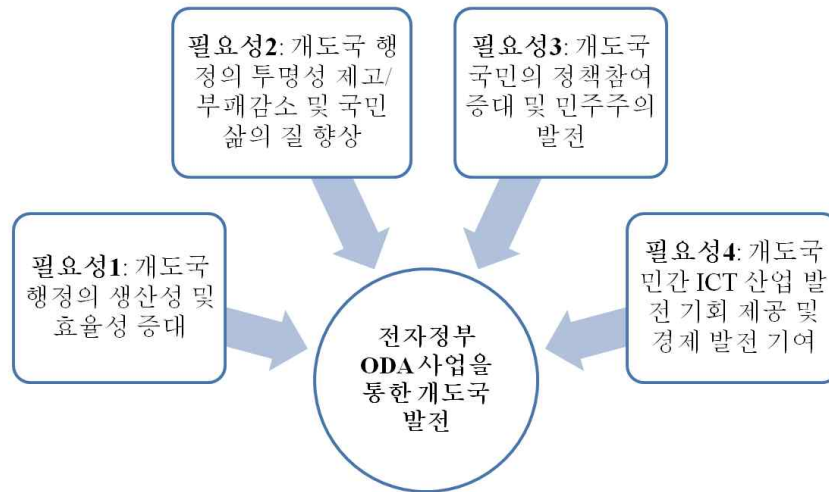 필요성1: 개도국
행정의 생산성 및
효율성 증대
필요성2: 개도국 행
정의 투명성 제고/
부패감소 및 국민
삶의 질 향상
필요성3: 개도국
국민의 정책참여
증대 및 민주주의
발전
필요성4: 개도국
민간 ICT 산업 발
전 기회 제공 및
경제 발전 기여
전자정부
ODA 사업을
통한 개도국
발전